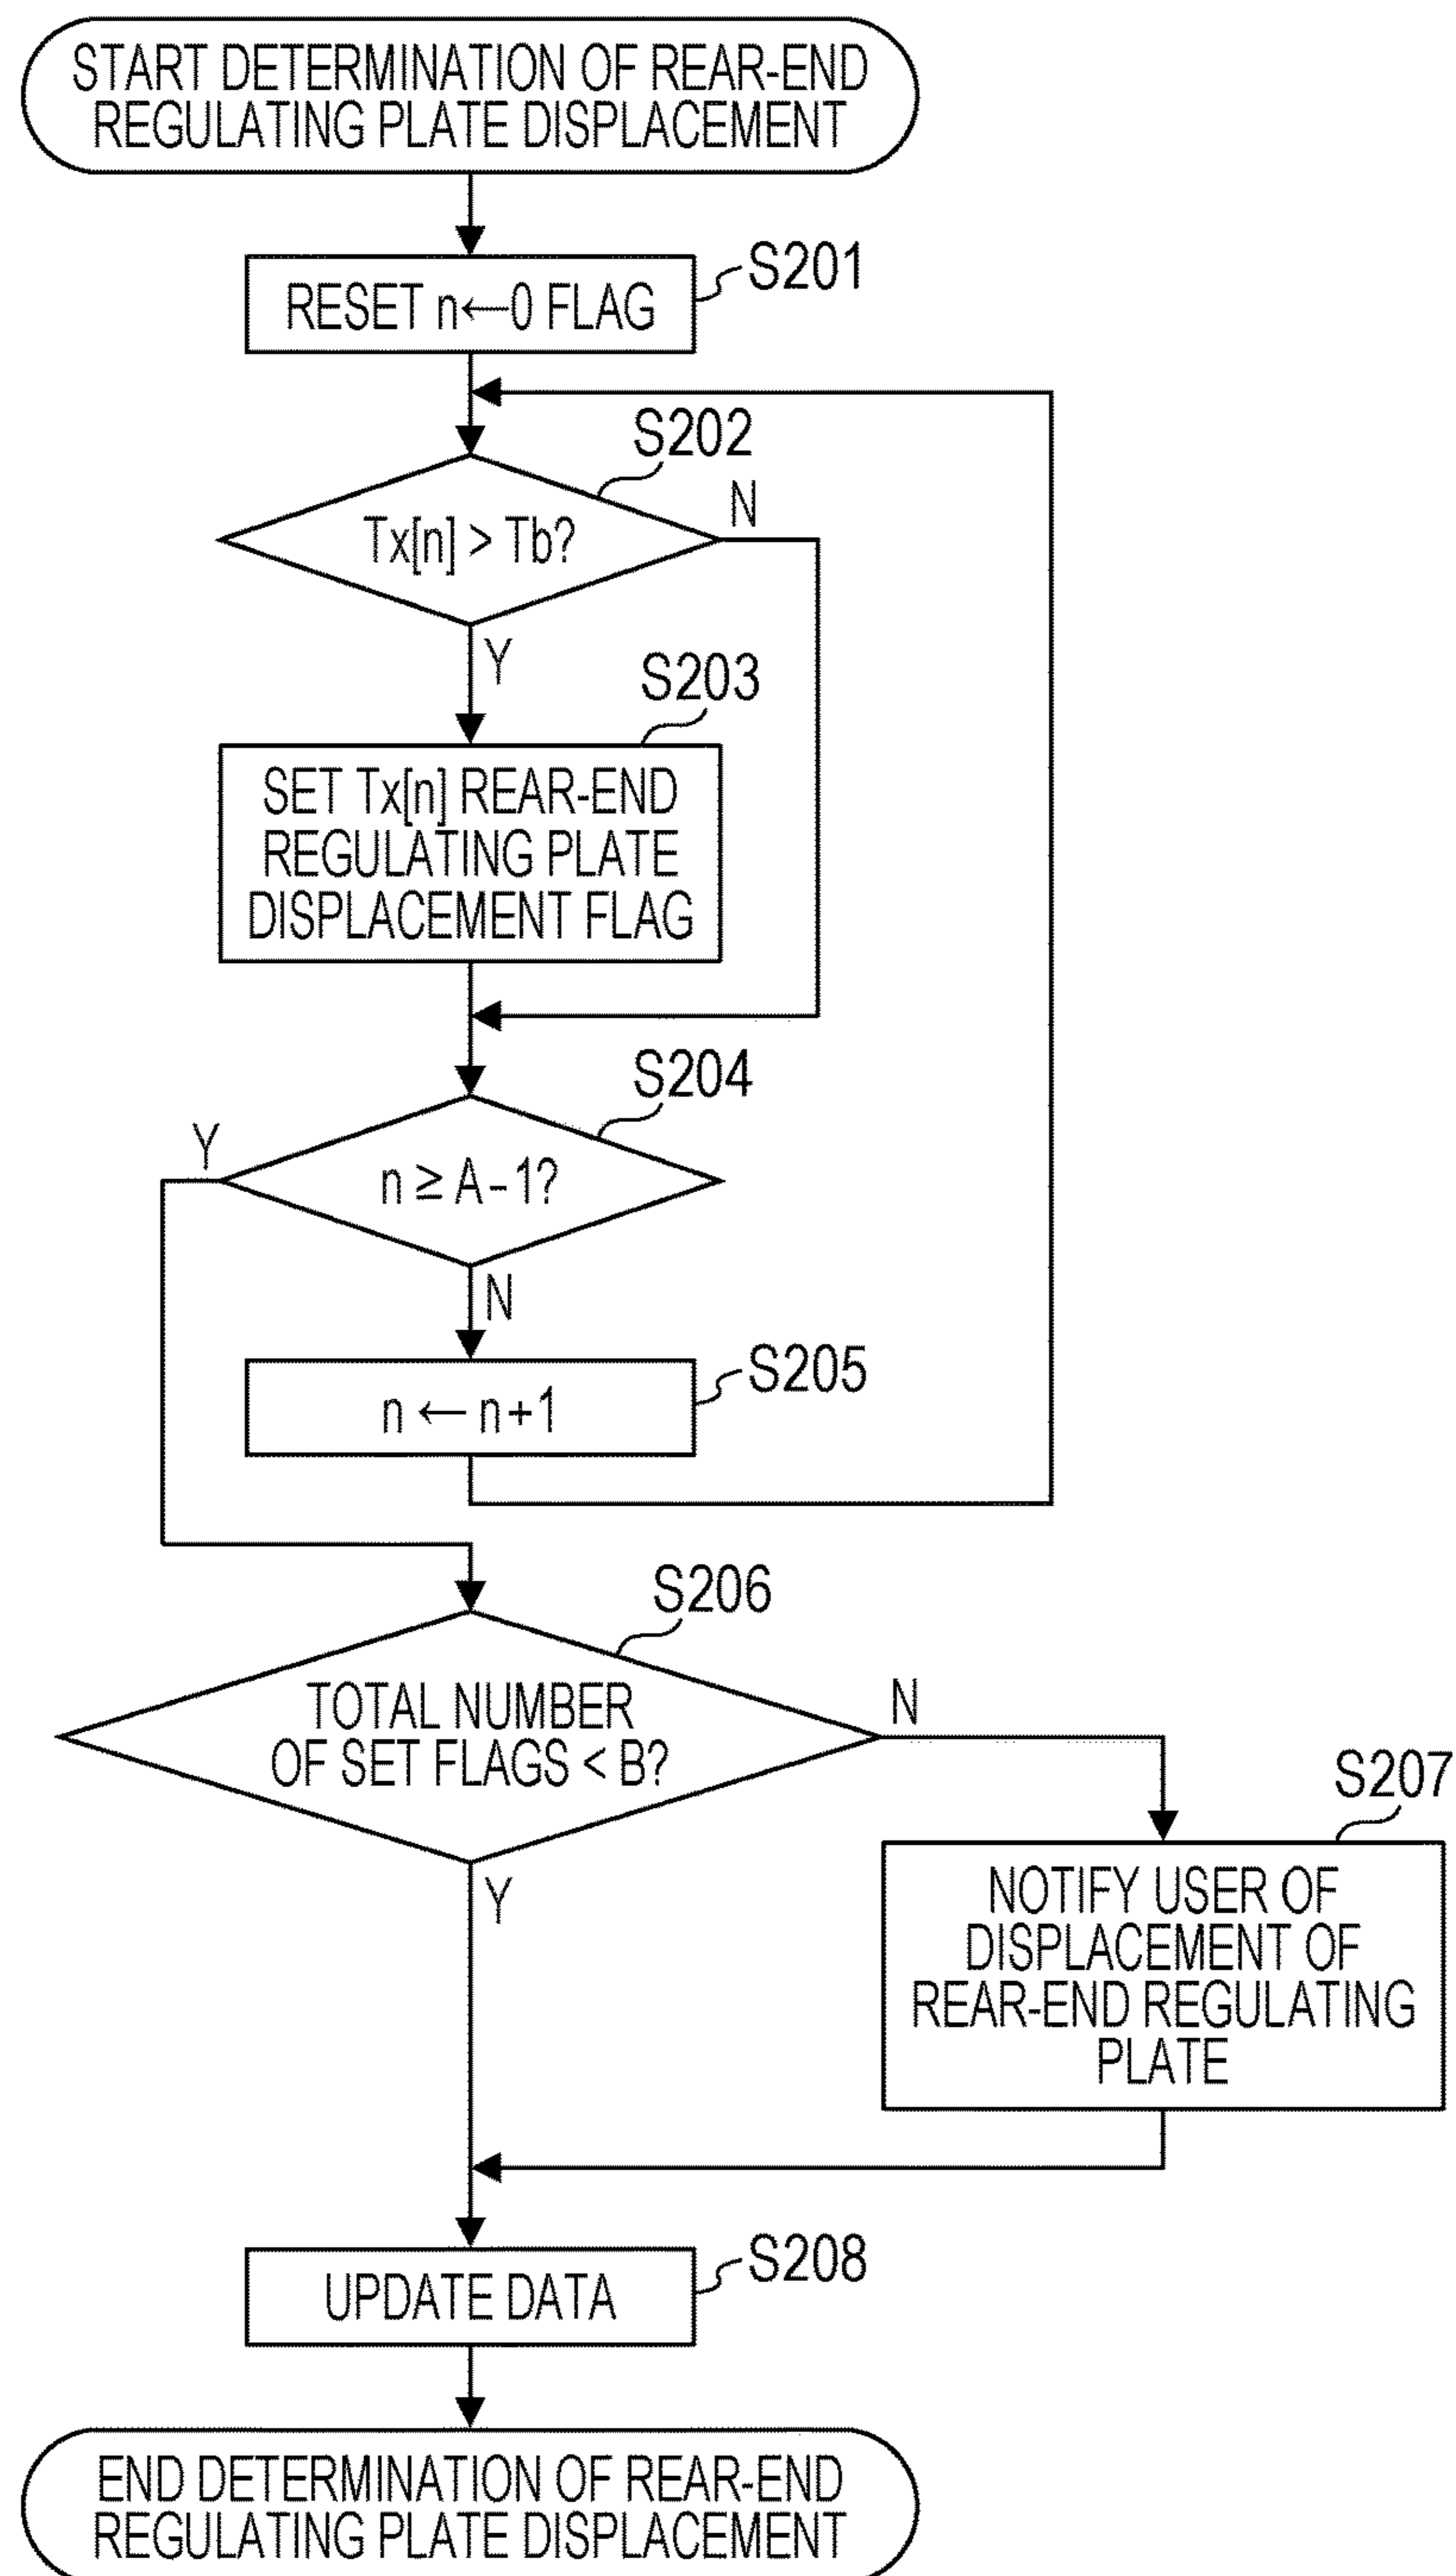 START DETERMINATION OF REAR-END
REGULATING PLATE DISPLACEMENT
S201
RESET n←0 FLAG
S202
N
Tx[n] > Tb?
Y
S203
SET Tx[n] REAR-END
REGULATING PLATE
DISPLACEMENT FLAG
S204
Y
n ≥ A-1?
N
S205
n ← n+1
S206
N
TOTAL NUMBER
OF SET FLAGS < B?
S207
Y
NOTIFY USER OF
DISPLACEMENT OF
REAR-END REGULATING
PLATE
S208
UPDATE DATA
END DETERMINATION OF REAR-END
REGULATING PLATE DISPLACEMENT